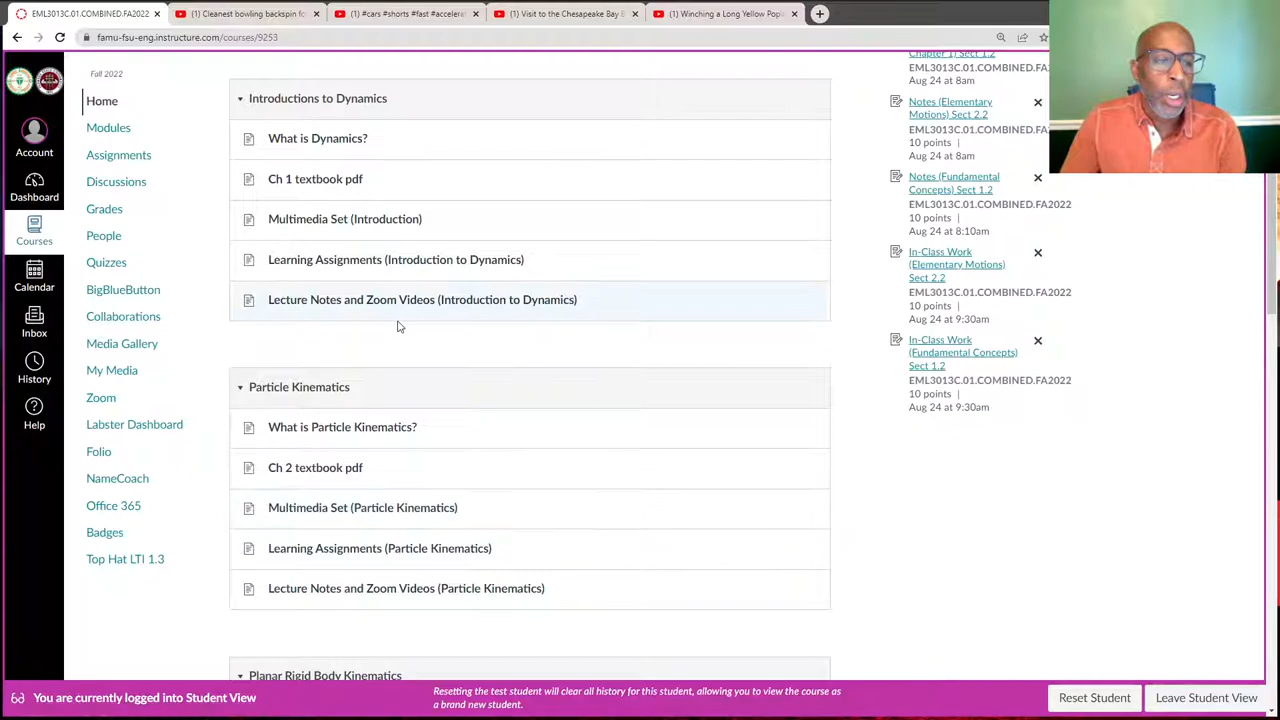 EML3013C.01.COMBINED.FA2022
(1) Cleanest bowling backspin fo
(1) #cars #shorts #fast #accelera
(1) Visit to the Chesapeake Bay B
(1) Winching a Long Yellow Pop
famu-fsu-eng.instructure.com/courses/9253
Account
Dashboard
Courses
Calendar
Inbox
History
Help
Fall 2022
Home
Modules
Assignments
Discussions
Grades
People
Quizzes
BigBlueButton
Collaborations
Media Gallery
My Media
Zoom
Labster Dashboard
Folio
NameCoach
Office 365
Badges
Top Hat LTI 1.3
Introductions to Dynamics
What is Dynamics?
Ch 1 textbook pdf
Multimedia Set (Introduction)
Learning Assignments (Introduction to Dynamics)
Lecture Notes and Zoom Videos (Introduction to Dynamics)
Particle Kinematics
What is Particle Kinematics?
Ch 2 textbook pdf
Multimedia Set (Particle Kinematics)
Learning Assignments (Particle Kinematics)
Lecture Notes and Zoom Videos (Particle Kinematics)
Planar Rigid Body Kinematics
Chapter 1) Sect 1.2
EML3013C.01.COMBINED.FA
Aug 24 at 8am
Notes (Elementary
Motions) Sect 2.2
EML3013C.01.COMBINED.FA
10 points |
Aug 24 at 8am
Notes (Fundamental
Concepts) Sect 1.2
EML3013C.01.COMBINED.FA2022
10 points |
Aug 24 at 8:10am
In-Class Work
(Elementary Motions)
Sect 2.2
EML3013C.01.COMBINED.FA2022
10 points |
Aug 24 at 9:30am
In-Class Work
(Fundamental Concepts)
Sect 1.2
EML3013C.01.COMBINED.FA2022
10 points |
Aug 24 at 9:30am
You are currently logged into Student View
Resetting the test student will clear all history for this student, allowing you to view the course as
a brand new student.
Reset Student
Leave Student View